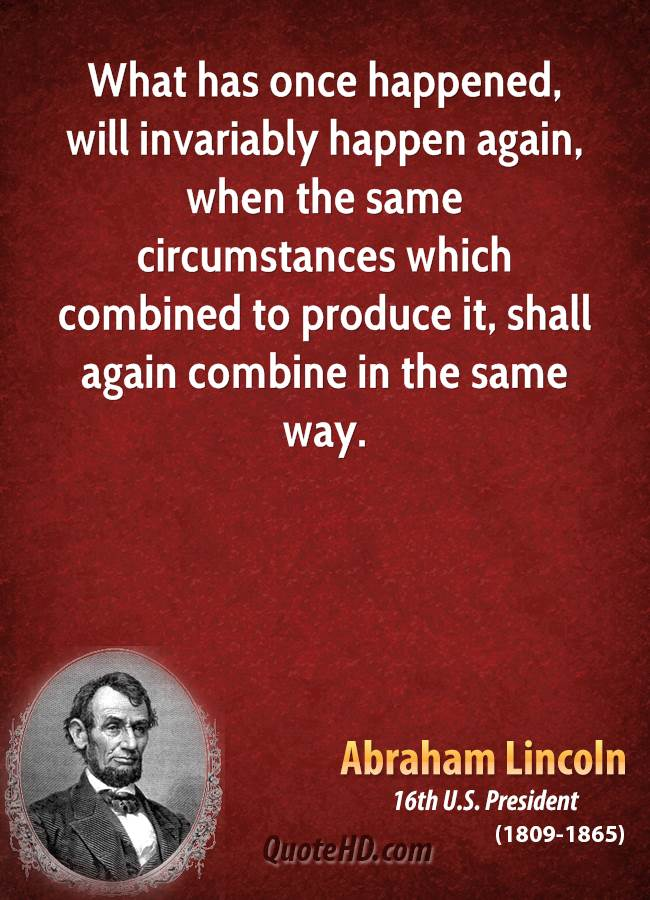 What has once happened,
will invariably happen again,
when the same
circumstances which
combined to produce it, shall
again combine in the same
way.
Abraham Lincoln
16th U.S. President
(1809-1865)
QuoteHD.com